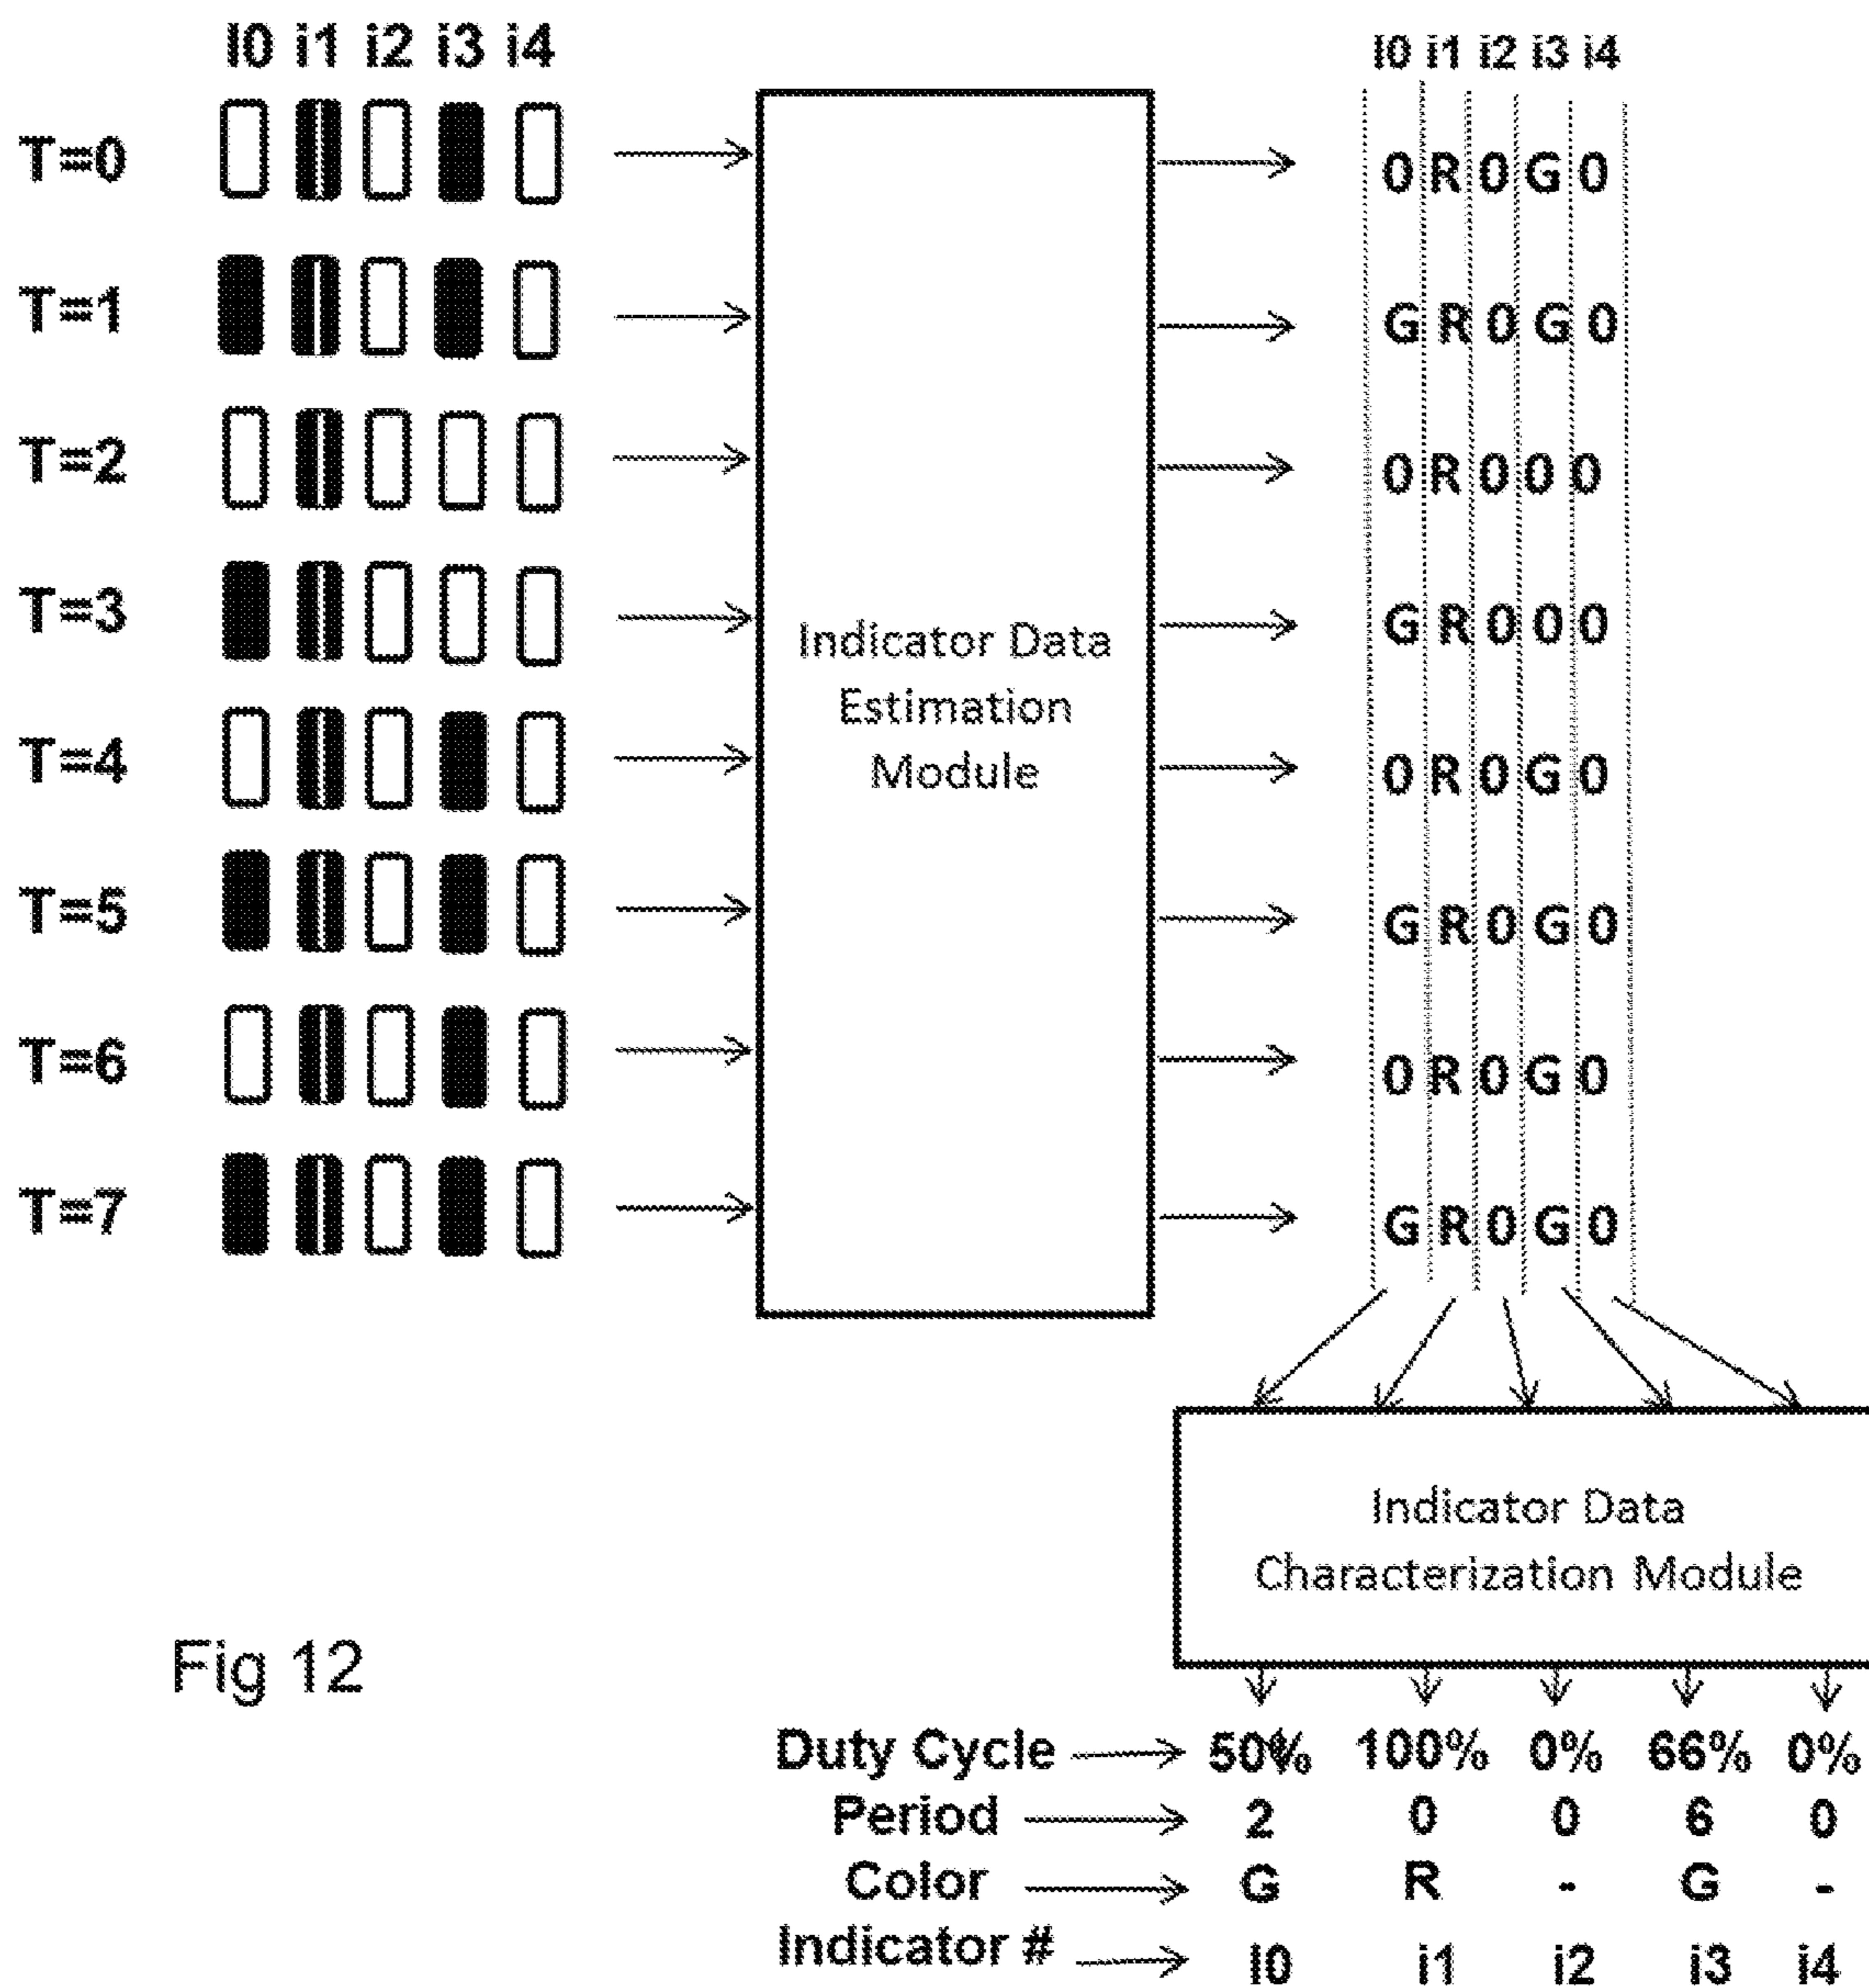 I0 i1 i2 i3 i4
I0 i1 i2 i3 i4
T=0
0 R 0 G 0
T=1
G R 0 G 0
T=2
0 R 0 0 0
T=3
G R 0 0 0
T=4
0 R 0 G 0
T=5
G R 0 G 0
T=6
0 R 0 G 0
T=7
G R 0 G 0
Indicator Data
Estimation
Module
Indicator Data
Characterization Module
Fig 12
Duty Cycle 50% 100% 0% 66% 0%
Period 2 0 0 6 0
Color G R - G -
Indicator # I0 i1 i2 i3 i4